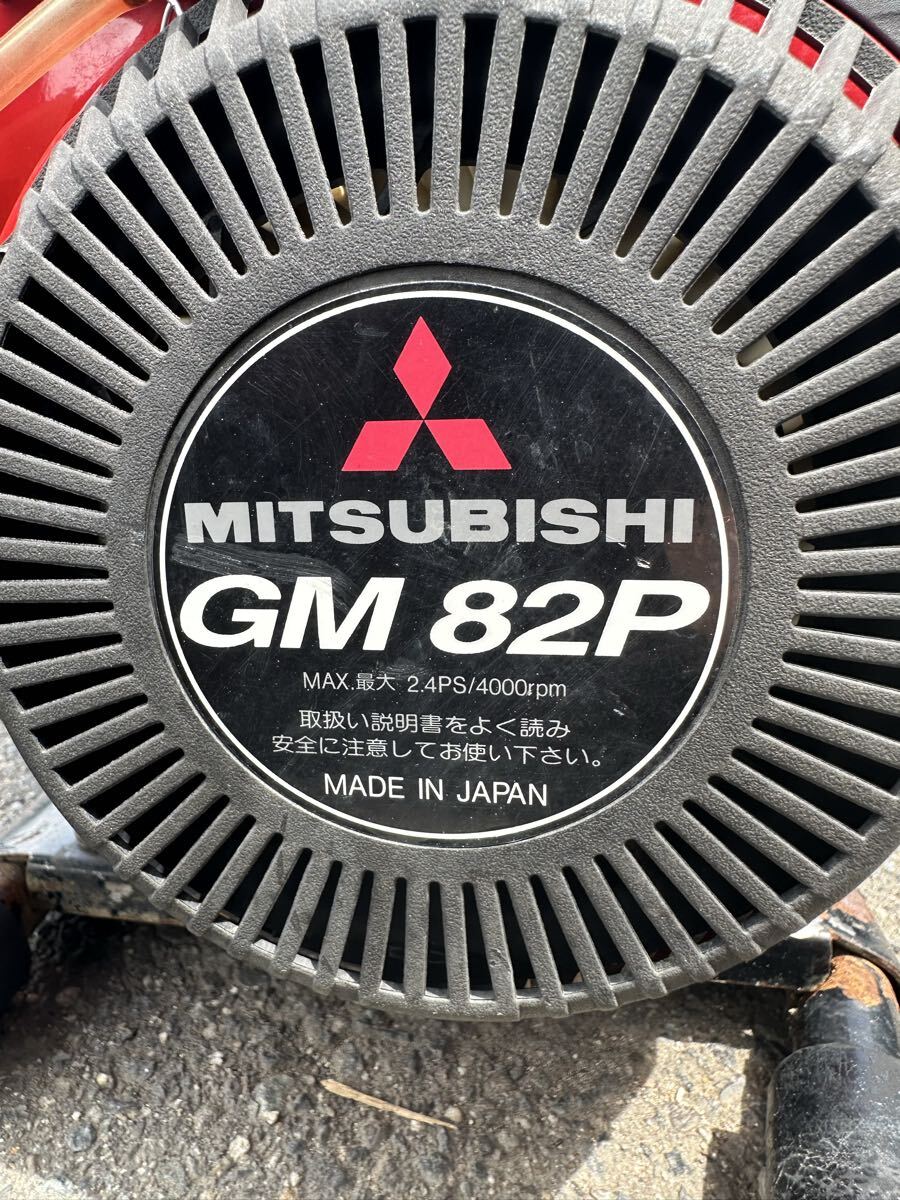 MITSUBISHI
GM 82P
MAX.最大 2.4PS/4000rpm
取扱い説明書をよく読み
安全に注意してお使い下さい。
MADE IN JAPAN